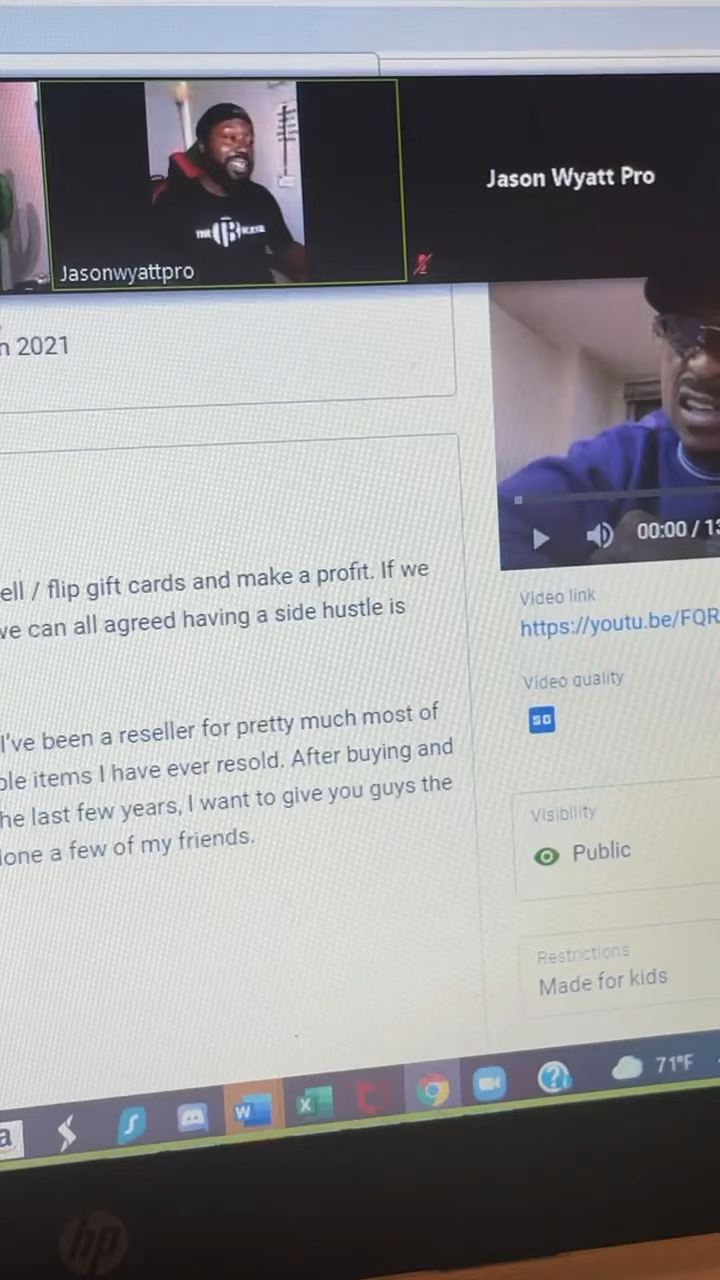 Jason Wyatt Pro
Jasonwyattpro
n 2021
ell / flip gift cards and make a profit. If we
ve can all agreed having a side hustle is
I've been a reseller for pretty much most of
ble items I have ever resold. After buying and
he last few years, I want to give you guys the
lone a few of my friends.
00:00 / 13
Video link
https://youtu.be/FQR
Video quality
SD
Visibility
Public
Restrictions
Made for kids
a
W
X
71°F
hp